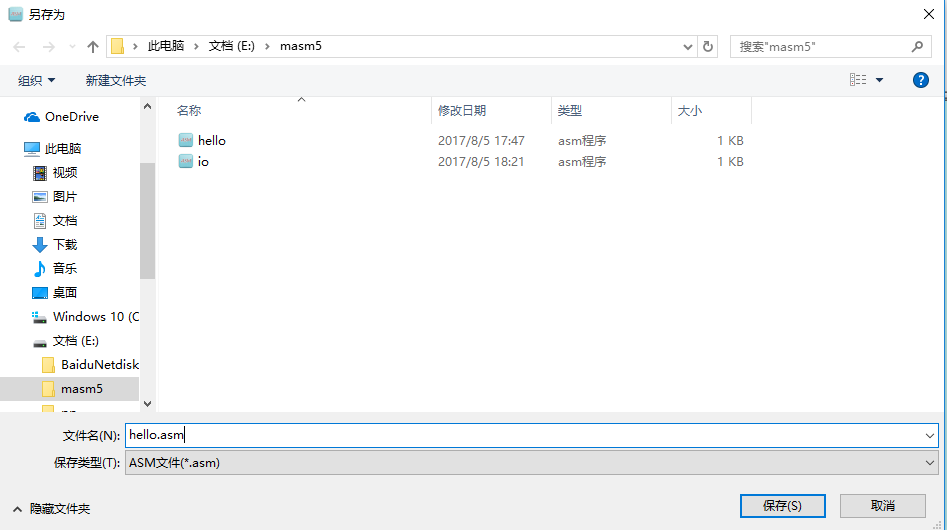 另存为
此电脑 文档 (E:) masm5
搜索"masm5"
组织 新建文件夹
OneDrive
此电脑
视频
图片
文档
下载
音乐
桌面
Windows 10 (C
文档 (E:)
BaiduNetdisk
masm5
名称 修改日期 类型 大小
hello 2017/8/5 17:47 asm程序 1 KB
io 2017/8/5 18:21 asm程序 1 KB
文件名(N): hello.asm
保存类型(T): ASM文件(*.asm)
隐藏文件夹 保存(S) 取消